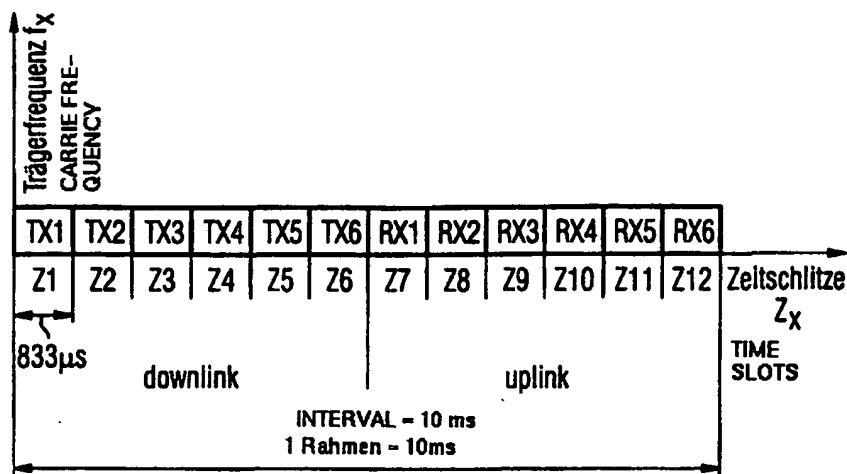 Trägerfrequenz fX
CARRIE FRE-
QUENCY
TX1 TX2 TX3 TX4 TX5 TX6 RX1 RX2 RX3 RX4 RX5 RX6
Z1 Z2 Z3 Z4 Z5 Z6 Z7 Z8 Z9 Z10 Z11 Z12 Zeitschlitze
ZX
833µs
TIME
SLOTS
downlink uplink
INTERVAL = 10 ms
1 Rahmen = 10ms